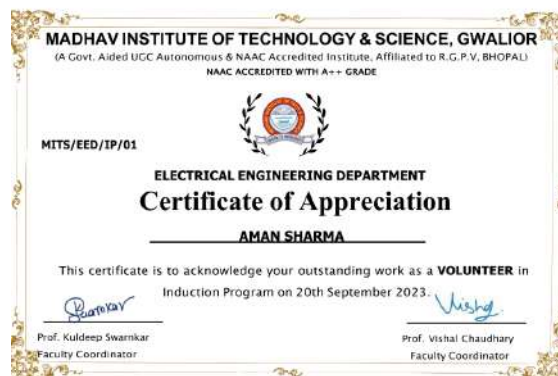 MADHAV INSTITUTE OF TECHNOLOGY & SCIENCE, GWALIOR
(A Govt. Aided UGC Autonomous & NAAC Accredited Institute, Affiliated to R.G.P.V, BHOPAL)
NAAC ACCREDITED WITH A++ GRADE
MITS/EED/IP/01
ELECTRICAL ENGINEERING DEPARTMENT
Certificate of Appreciation
AMAN SHARMA
This certificate is to acknowledge your outstanding work as a VOLUNTEER in
Induction Program on 20th September 2023.
Swarnkar
Prof. Kuldeep Swarnkar
Faculty Coordinator
Prof. Vishal Chaudhary
Faculty Coordinator